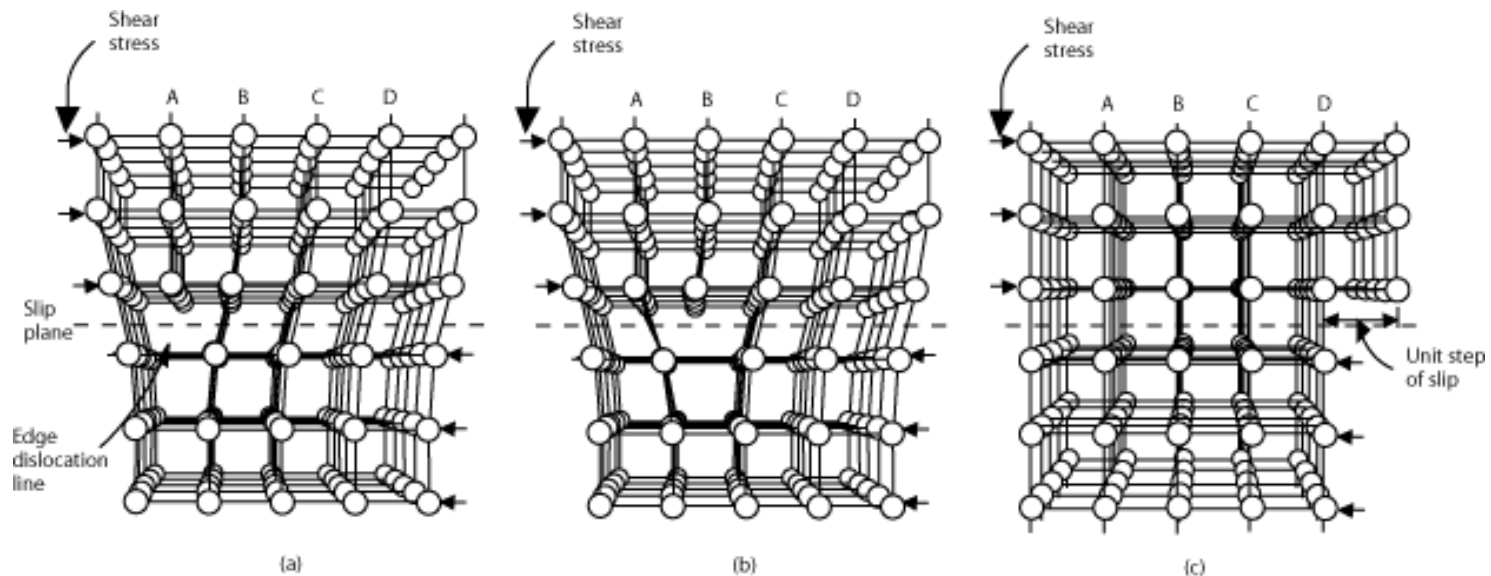 Shear
stress
A B C D
Slip
plane
Edge
dislocation
line
(a)
Shear
stress
A B C D
(b)
Shear
stress
A B C D
Unit step
of slip
(c)